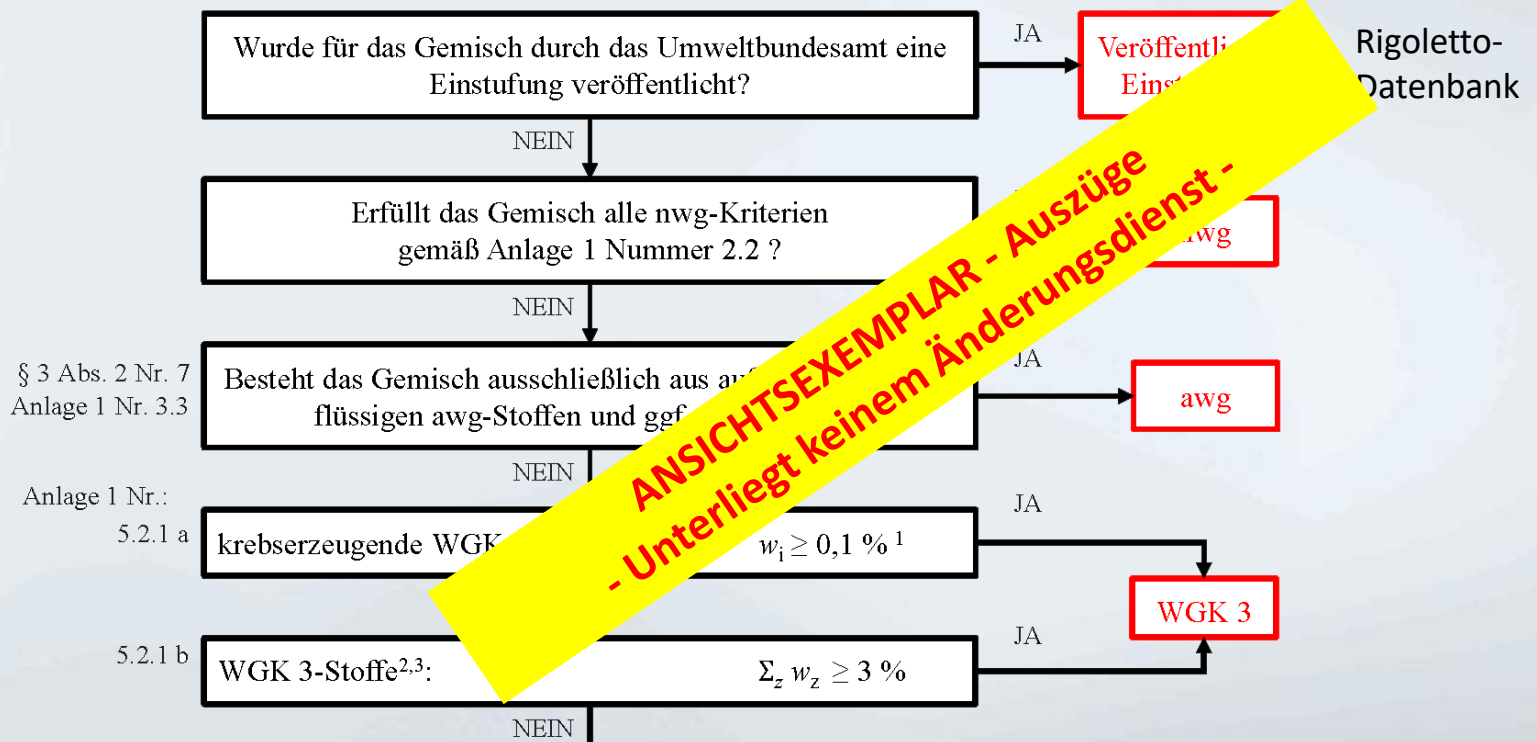 Wurde für das Gemisch durch das Umweltbundesamt eine
Einstufung veröffentlicht?
JA
Rigoletto-
Datenbank
NEIN
Erfüllt das Gemisch alle nwg-Kriterien
gemäß Anlage 1 Nummer 2.2 ?
NEIN
§ 3 Abs. 2 Nr. 7
Anlage 1 Nr. 3.3
Besteht das Gemisch ausschließlich aus
flüssigen awg-Stoffen und
JA
awg
NEIN
Anlage 1 Nr.:
5.2.1 a
krebserzeugende
wi ≥ 0,1 % 1
JA
WGK 3
5.2.1 b
WGK 3-Stoffe2,3:
Σz wz ≥ 3 %
JA
NEIN
ANSICHTSEXEMPLAR - Auszüge
- Unterliegt keinem Änderungsdienst -